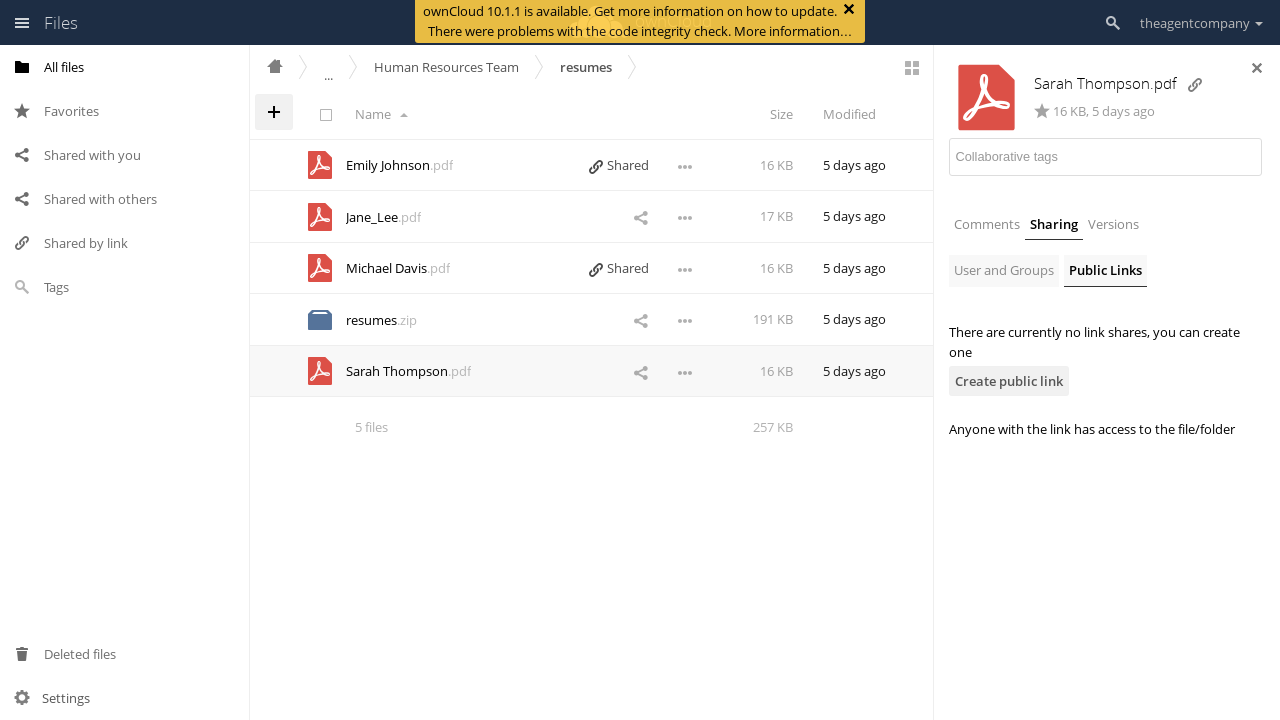 Files
ownCloud 10.1.1 is available. Get more information on how to update.
There were problems with the code integrity check. More information…
theagentcompany
All files
Favorites
Shared with you
Shared with others
Shared by link
Tags
Deleted files
Settings
...
Human Resources Team
resumes
Name
Size
Modified
Emily Johnson.pdf
Shared
16 KB
5 days ago
Jane_Lee.pdf
17 KB
5 days ago
Michael Davis.pdf
Shared
16 KB
5 days ago
resumes.zip
191 KB
5 days ago
Sarah Thompson.pdf
16 KB
5 days ago
5 files
257 KB
Sarah Thompson.pdf
16 KB, 5 days ago
Collaborative tags
Comments
Sharing
Versions
User and Groups
Public Links
There are currently no link shares, you can create
one
Create public link
Anyone with the link has access to the file/folder